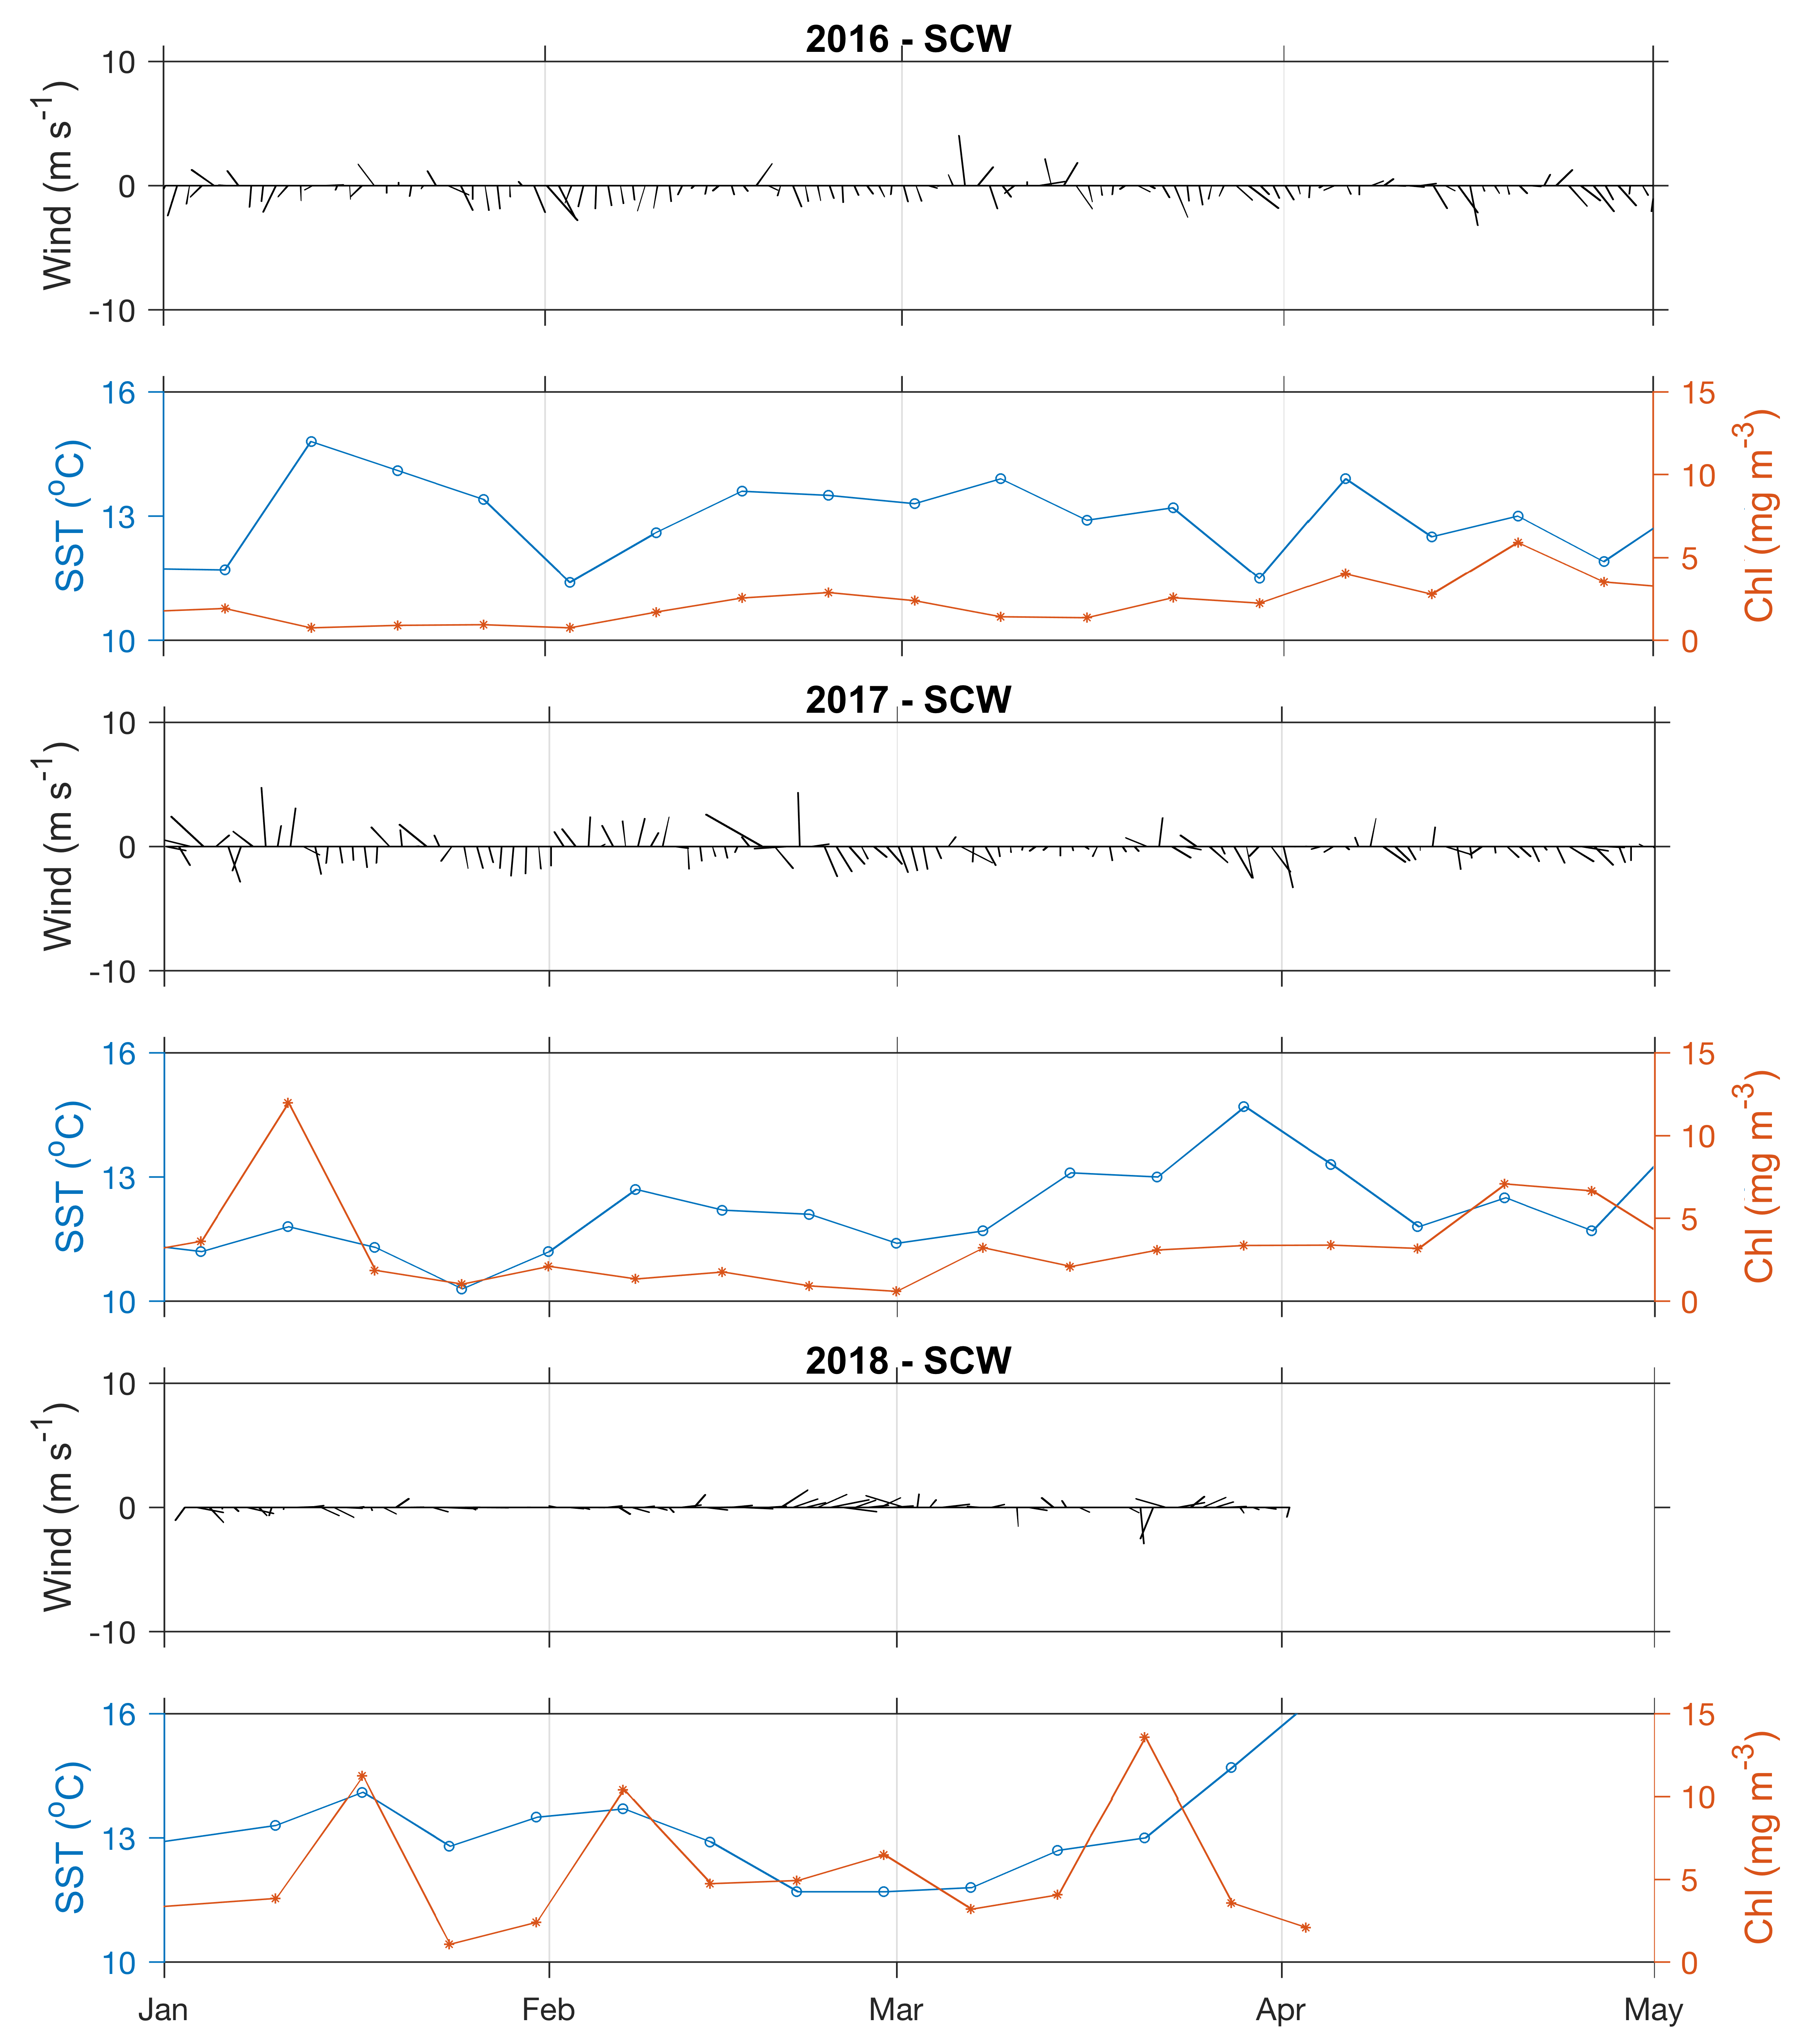 2016 - SCW
10
0
-10
Wind (m s-1)
16
13
10
SST (oC)
15
10
5
0
Chl (mg m-3)
2017 - SCW
10
0
-10
Wind (m s-1)
16
13
10
SST (oC)
15
10
5
0
Chl (mg m-3)
2018 - SCW
10
0
-10
Wind (m s-1)
16
13
10
SST (oC)
15
10
5
0
Chl (mg m-3)
Jan Feb Mar Apr May